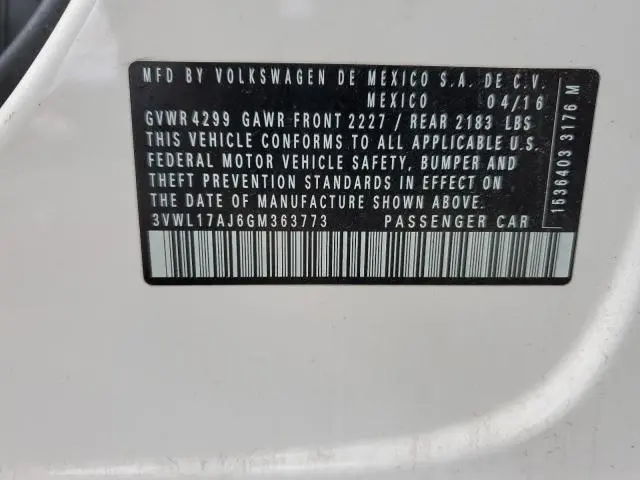 MFD BY VOLKSWAGEN DE MEXICO S.A. DE C.V.
MEXICO 04/16
GVWR 4299 GAWR FRONT 2227 / REAR 2183 LBS
THIS VEHICLE CONFORMS TO ALL APPLICABLE U.S.
FEDERAL MOTOR VEHICLE SAFETY, BUMPER AND
THEFT PREVENTION STANDARDS IN EFFECT ON
THE DATE OF MANUFACTURE SHOWN ABOVE.
3VWL17AJ6GM363773 PASSENGER CAR
1536403 3176 M